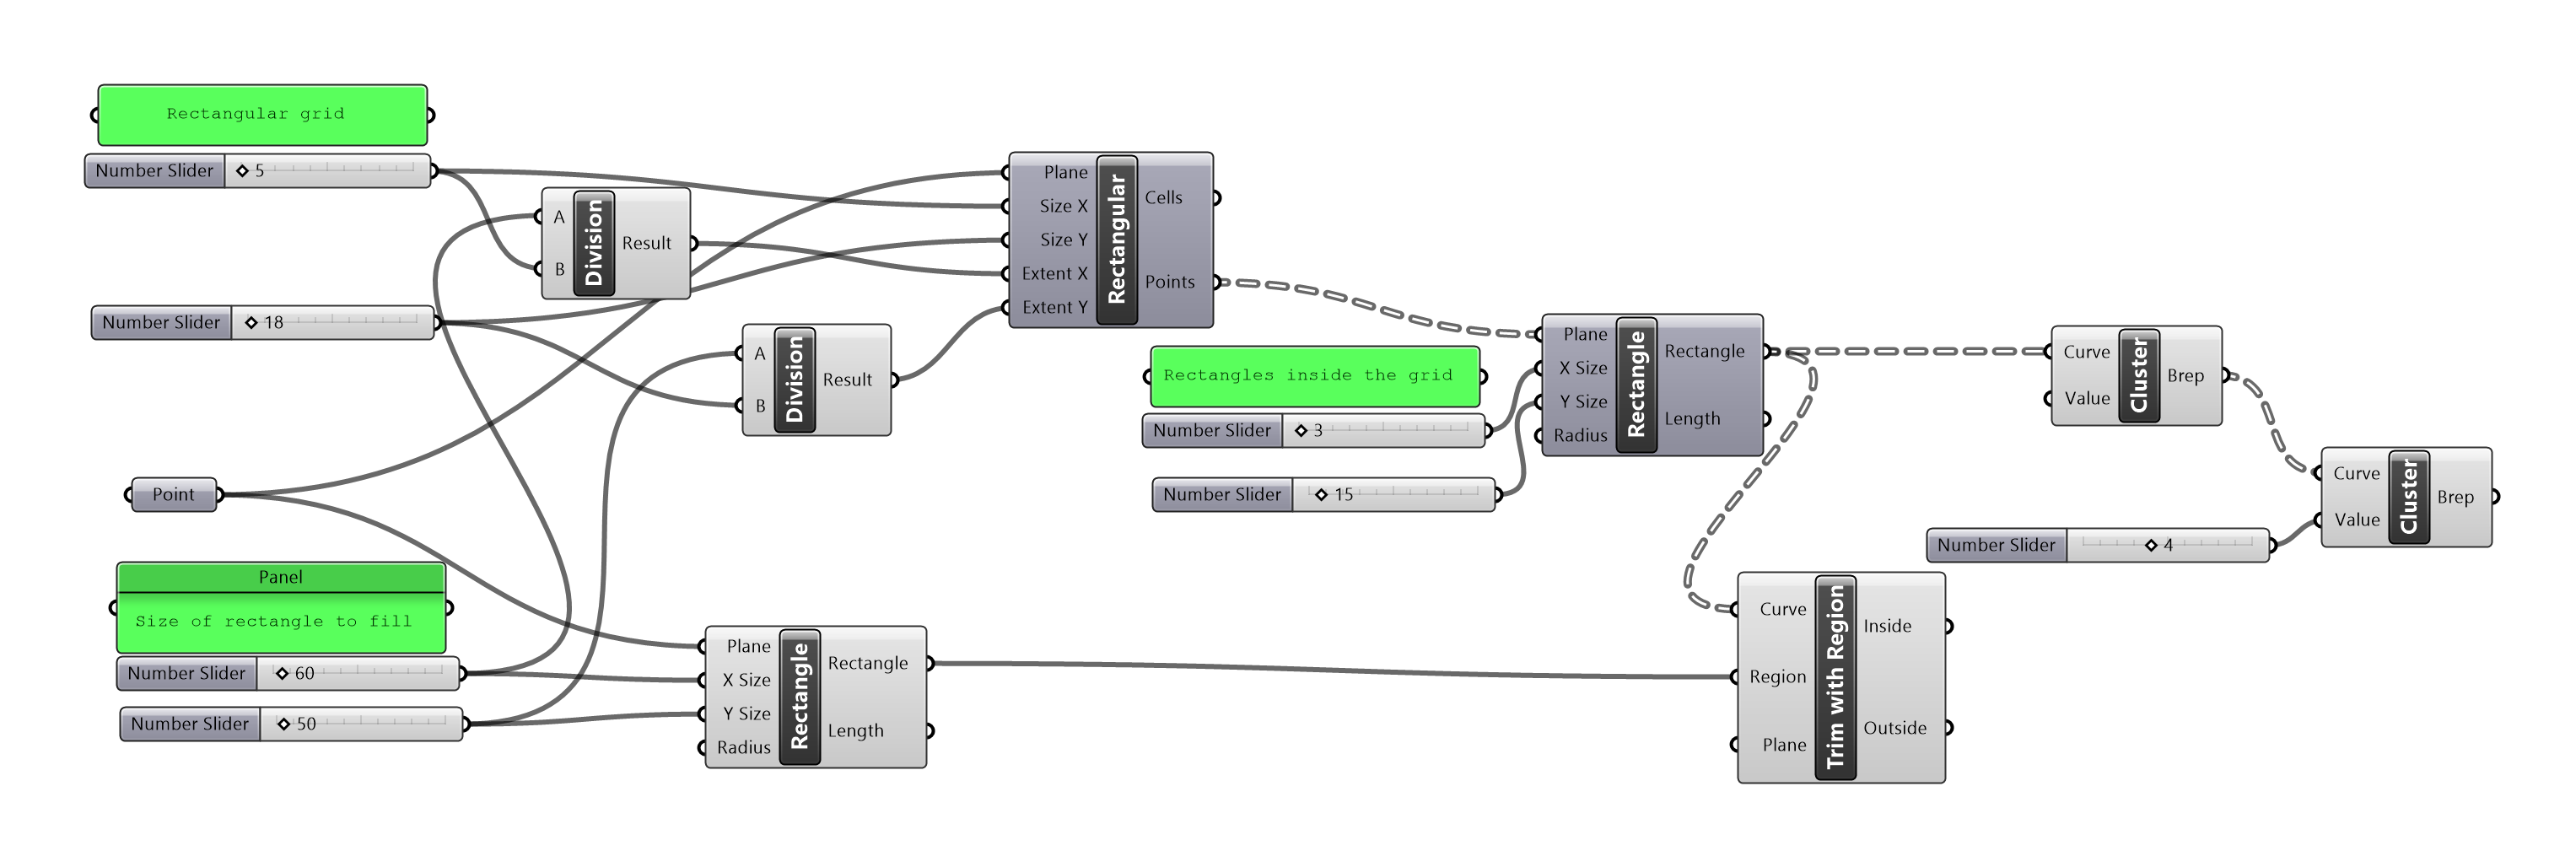 Rectangular grid
Number Slider 5
A
B
Division
Result
Number Slider 18
A
B
Division
Result
Plane
Size X
Size Y
Extent X
Extent Y
Rectangular
Cells
Points
Point
Panel
Size of rectangle to fill
Number Slider 60
Number Slider 50
Plane
X Size
Y Size
Radius
Rectangle
Rectangle
Length
Rectangles inside the grid
Number Slider 3
Number Slider 15
Plane
X Size
Y Size
Radius
Rectangle
Rectangle
Length
Curve
Value
Cluster
Brep
Number Slider 4
Curve
Value
Cluster
Brep
Curve
Region
Plane
Trim with Region
Inside
Outside